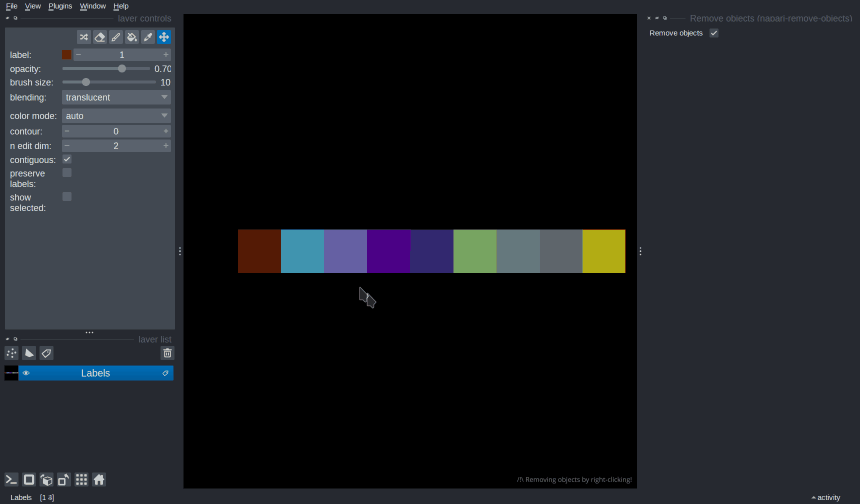 File View Plugins Window Help
layer controls
label: 1
opacity: 0.70
brush size: 10
blending: translucent
color mode: auto
contour: 0
n edit dim: 2
contiguous:
preserve
labels:
show
selected:
layer list
Labels
Labels [1 4]
Remove objects (napari-remove-objects)
Remove objects
Removing objects by right-clicking!
activity